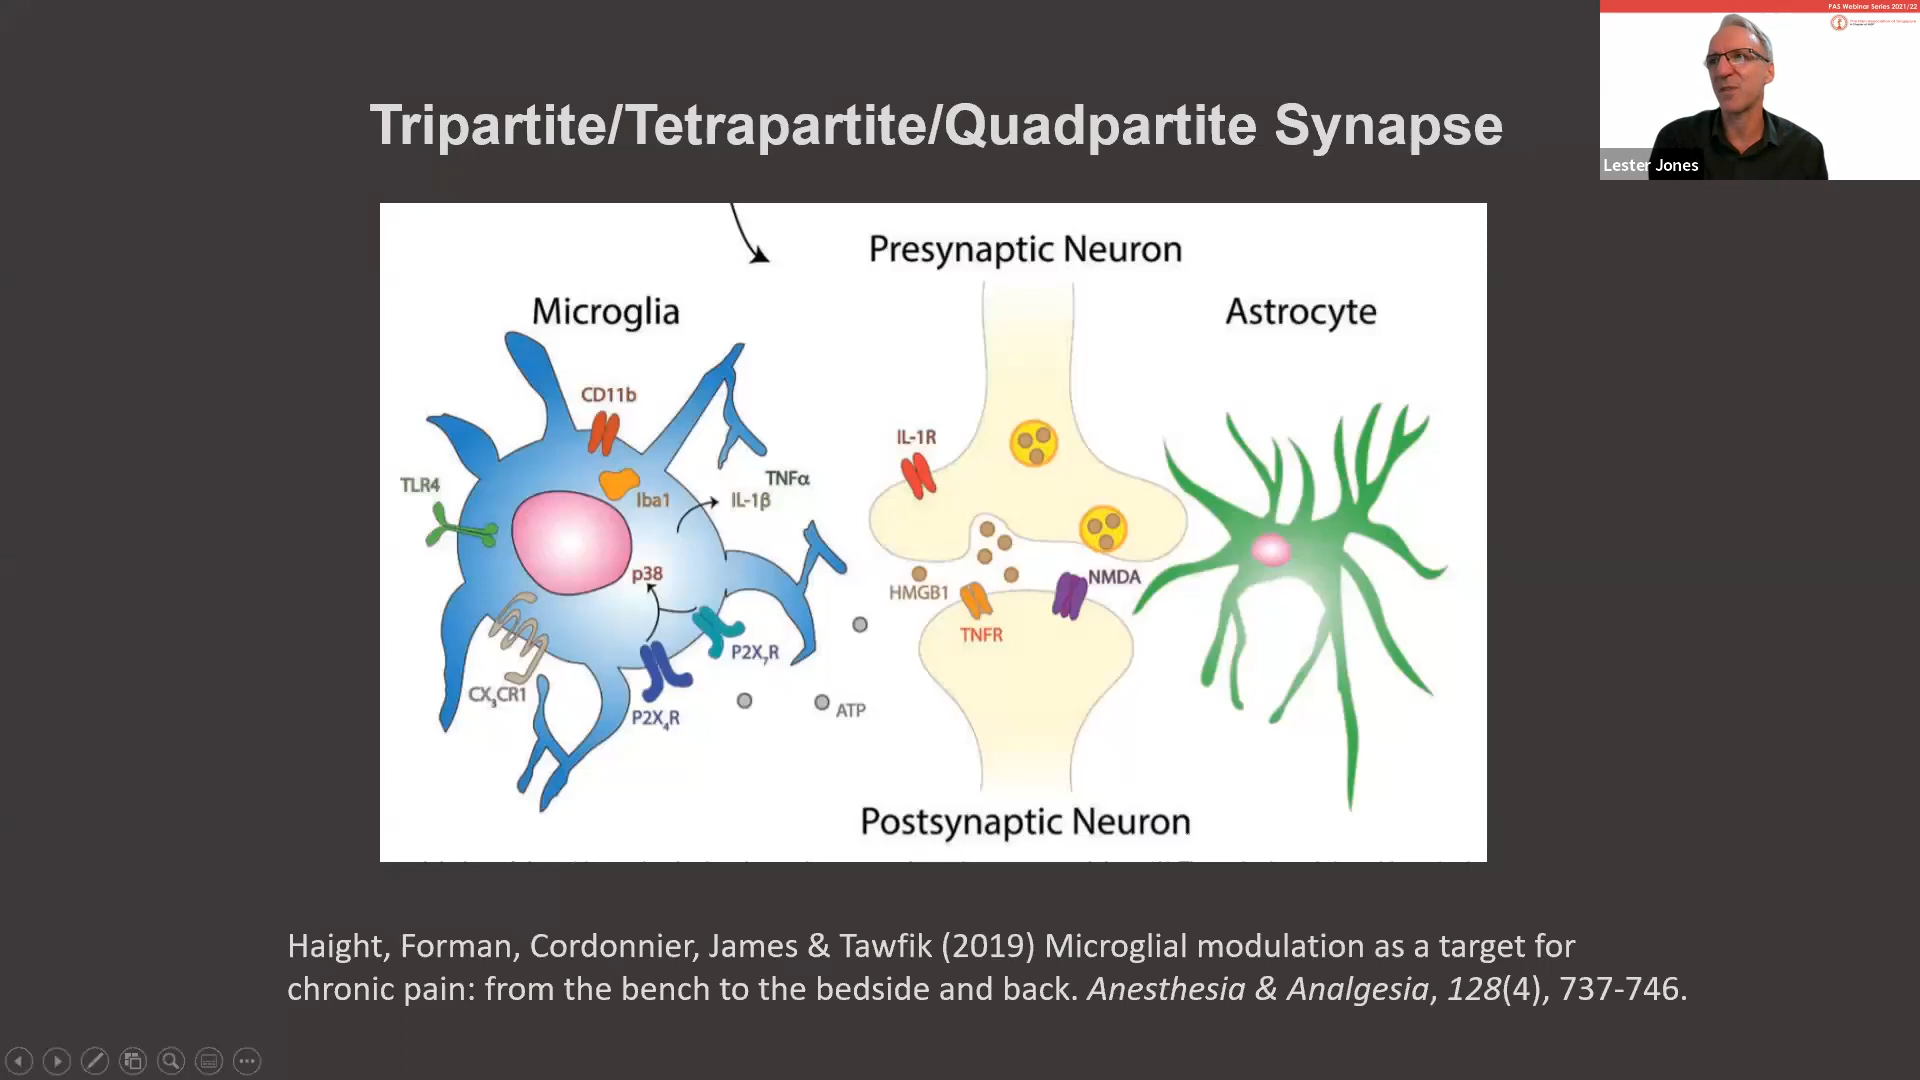 PAS Webinar Series 2021/22
Lester Jones
Tripartite/Tetrapartite/Quadpartite Synapse
Presynaptic Neuron
Microglia
Astrocyte
CD11b
IL-1R
TLR4
TNFα
Iba1
IL-1β
p38
NMDA
HMGB1
TNFR
P2X₇R
CX₃CR1
P2X₄R
ATP
Postsynaptic Neuron
Haight, Forman, Cordonnier, James & Tawfik (2019) Microglial modulation as a target for
chronic pain: from the bench to the bedside and back. Anesthesia & Analgesia, 128(4), 737-746.